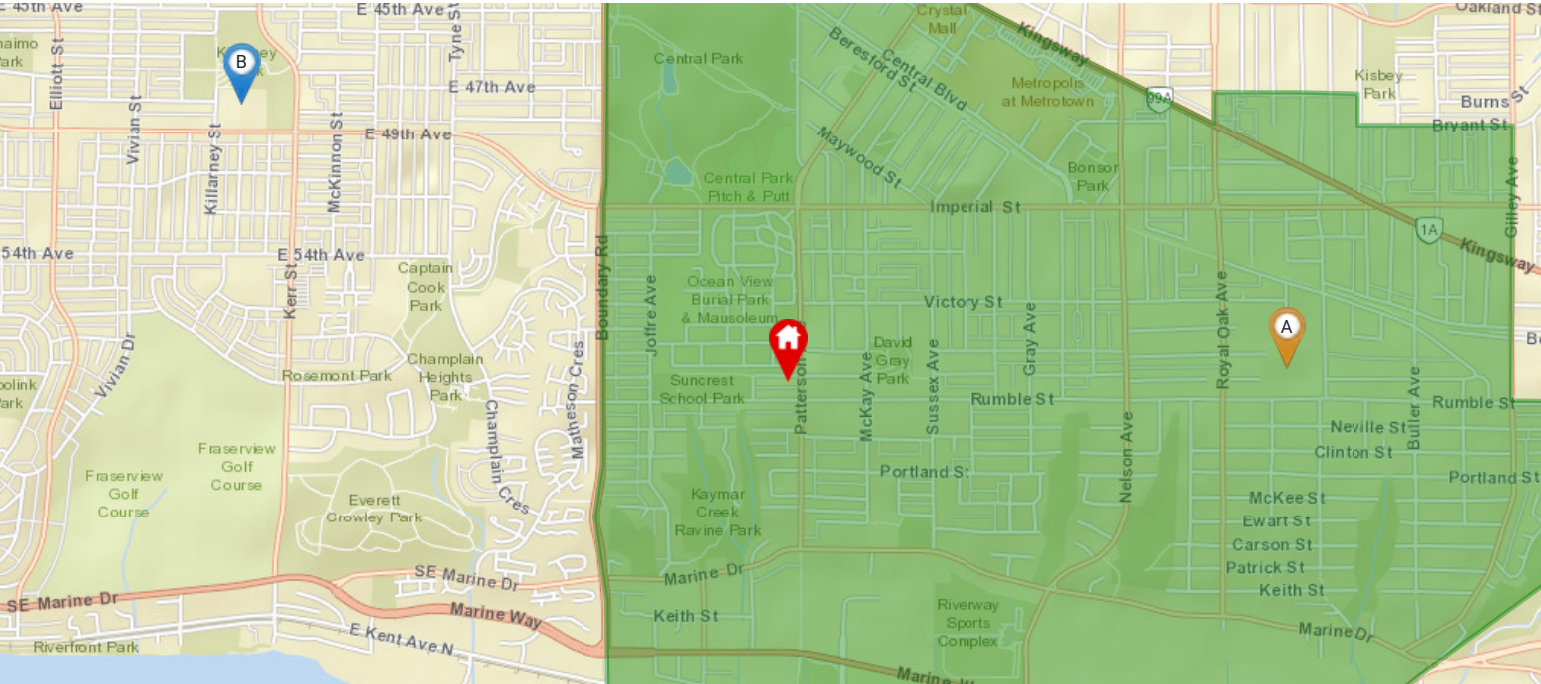 E 45th Ave
E 45th Ave
Tyne St
Crystal
Mall
Oakland St
Elliott St
B
Central Park
Beresford St
Central Blvd
Kingsway
Metropolis
at Metrotown
99A
Kisbey
Park
Burns St
Bryant St
E 47th Ave
Vivian St
Killarney St
McKinnon St
E 49th Ave
Maywood St
Bonsor
Park
Central Park
Pitch & Putt
Imperial St
Gilley Ave
1A
Kingsway
54th Ave
E 54th Ave
Kerr St
Captain
Cook
Park
Boundary Rd
Joffre Ave
Ocean View
Burial Park
& Mausoleum
Victory St
Gray Ave
Royal Oak Ave
A
Vivian Dr
Rosemont Park
Champlain
Heights
Park
Matheson Cres
Suncrest
School Park
Patterson
McKay Ave
David
Gray
Park
Sussex Ave
Rumble St
Nelson Ave
Buller Ave
Rumble St
Neville St
Clinton St
Fraserview
Golf
Course
Fraserview
Golf
Course
Champlain Cres
Everett
Crowley Park
Kaymar
Creek
Ravine Park
Portland St
Portland St
McKee St
Ewart St
Carson St
Patrick St
Keith St
SE Marine Dr
SE Marine Dr
Marine Way
E Kent Ave N
Riverfront Park
Marine Dr
Keith St
Riverway
Sports
Complex
Marine Dr
Marine W